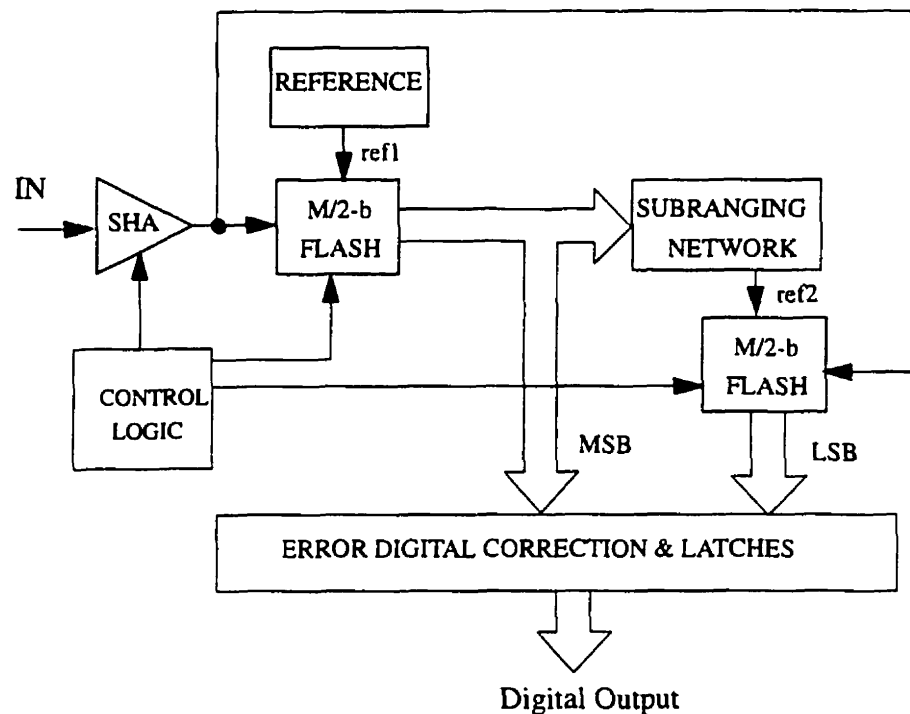 REFERENCE
ref1
IN
SHA
M/2-b
FLASH
SUBRANGING
NETWORK
ref2
M/2-b
FLASH
CONTROL
LOGIC
MSB
LSB
ERROR DIGITAL CORRECTION & LATCHES
Digital Output